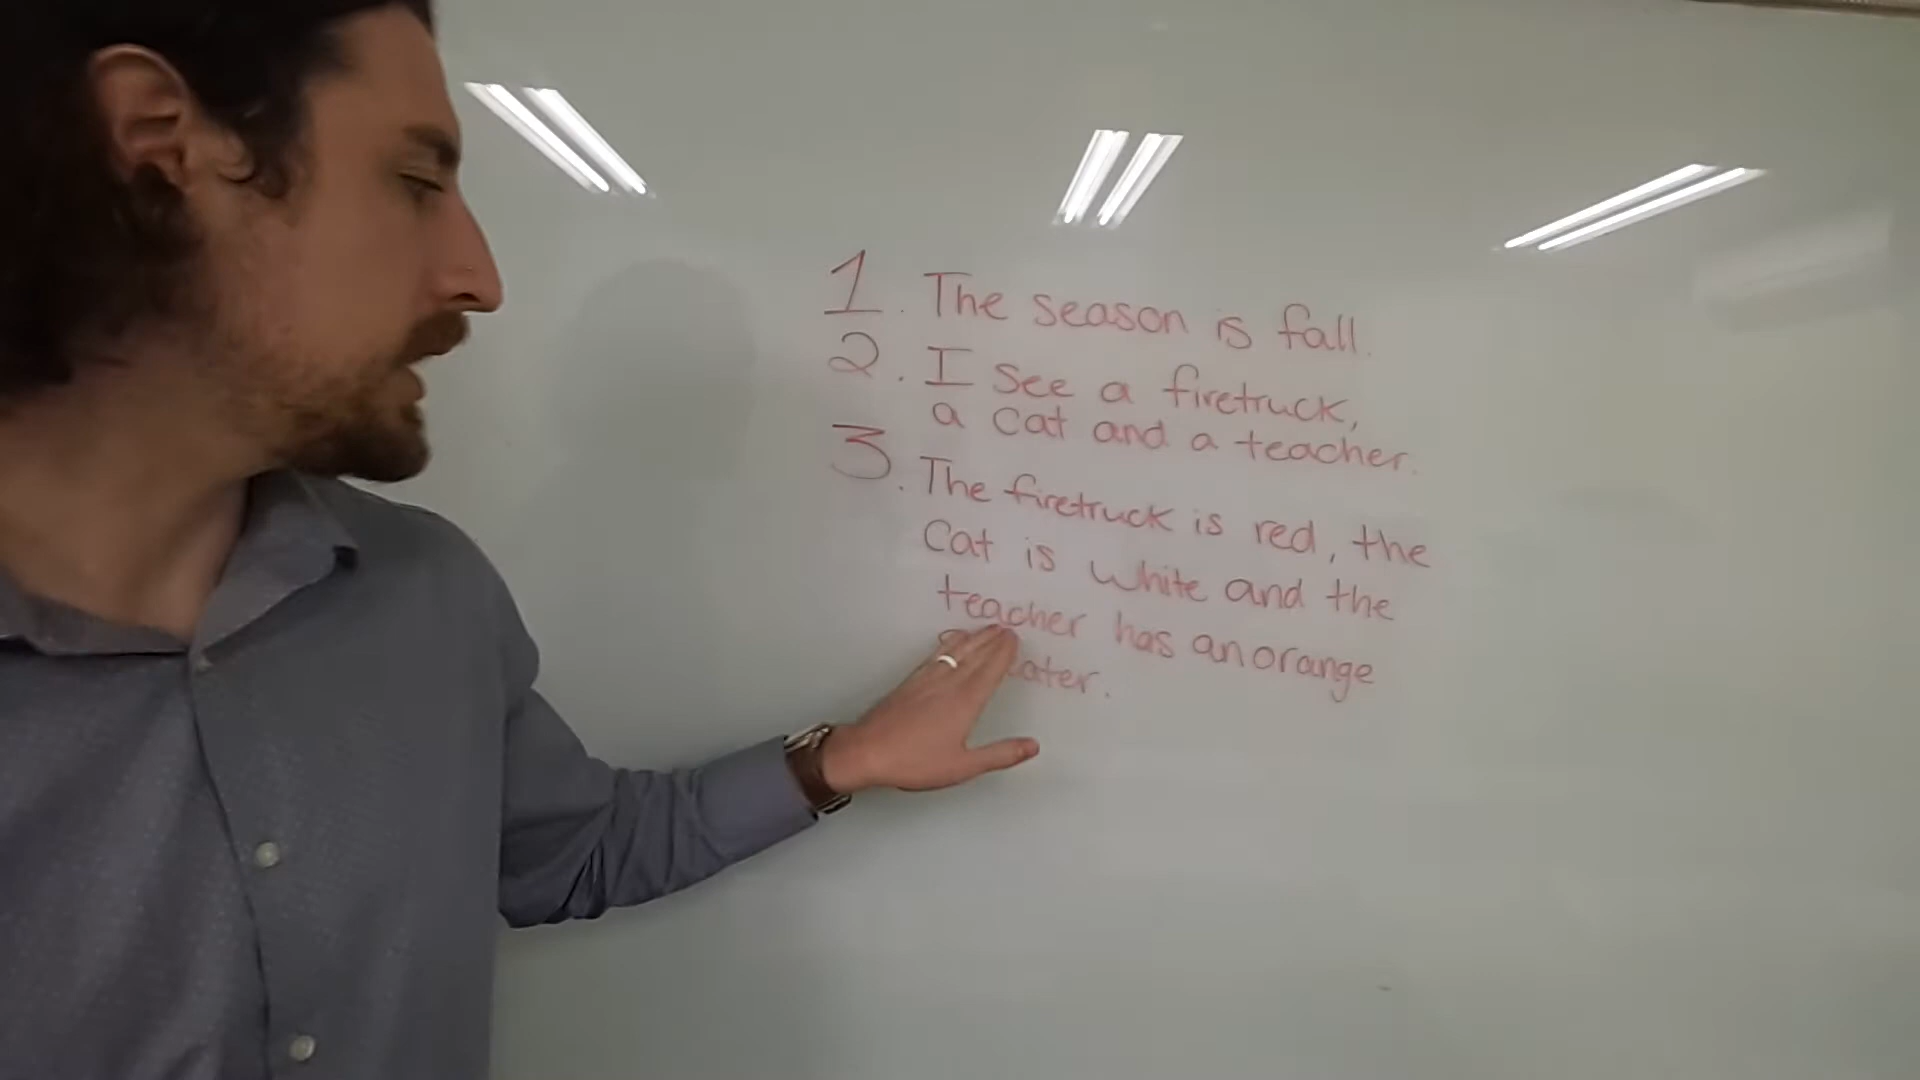 1. The season is fall.
2. I see a firetruck,
a cat and a teacher.
3. The firetruck is red, the
Cat is white and the
teacher has an orange